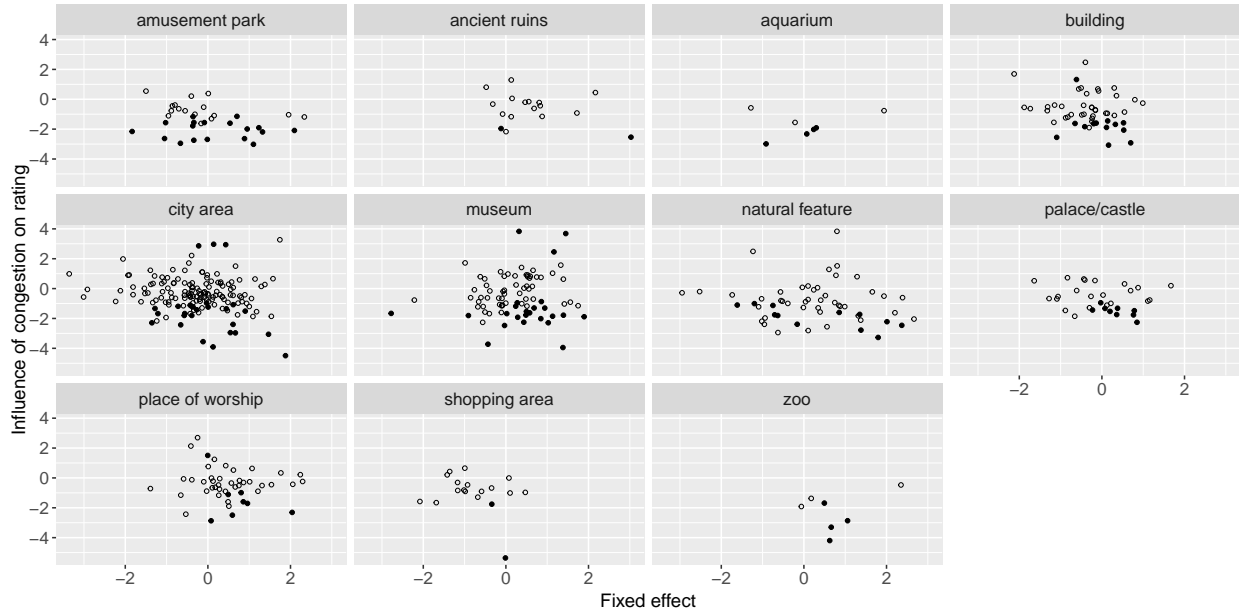 amusement park ancient ruins aquarium building
4
2
0
−2
−4
city area museum natural feature palace/castle
4
2
0
−2
−4
−2 0 2
place of worship shopping area zoo
4
2
0
−2
−4
−2 0 2 −2 0 2 −2 0 2
Fixed effect
Influence of congestion on rating